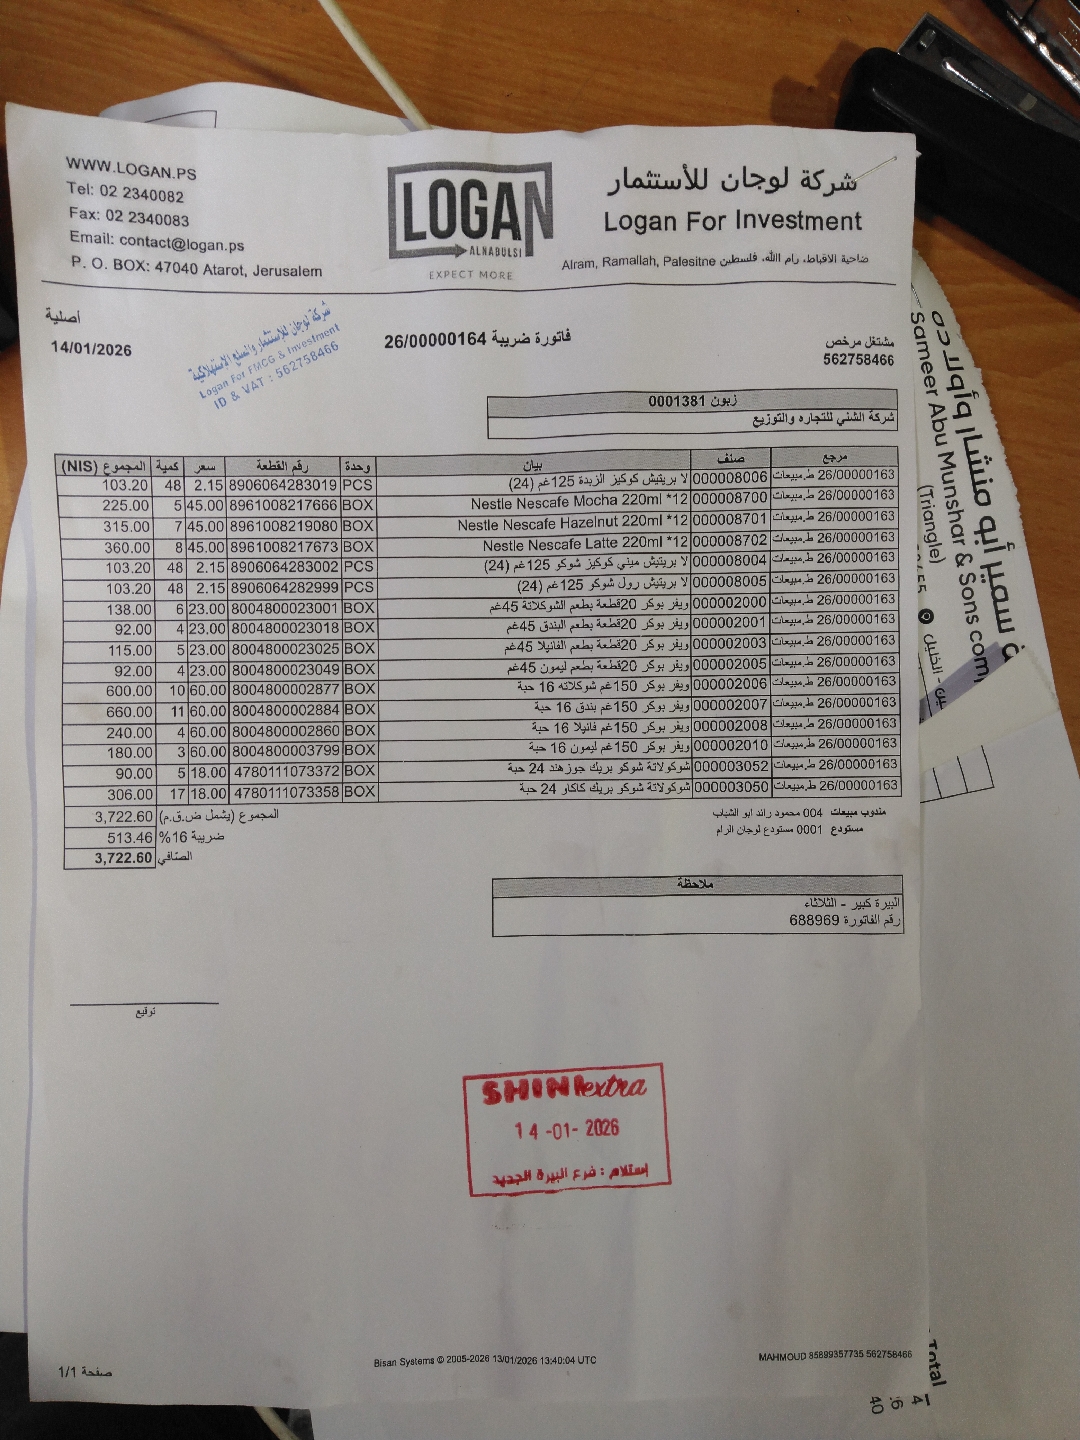 WWW.LOGAN.PS
Tel: 02 2340082
Fax: 02 2340083
Email: contact@logan.ps
P. O. BOX: 47040 Atarot, Jerusalem
LOGAN
ALNABULSI
EXPECT MORE
شركة لوجان للأستثمار
Logan For Investment
Alram, Ramallah, Palesitne ضاحية الاقباط، رام الله، فلسطين
أصلية
14/01/2026
شركة لوجان للإستثمار والسلع الإستهلاكية
Logan For FMCG & Investment
ID & VAT : 562758466
فاتورة ضريبة 26/00000164
مشتغل مرخص
562758466
زبون 0001381
شركة الشني للتجاره والتوزيع
مرجع صنف بيان وحدة رقم القطعة سعر كمية المجموع (NIS)
26/00000163 ط.مبيعات 000008006 لا بريتيش كوكيز الزبدة 125غم (24) PCS 8906064283019 2.15 48 103.20
26/00000163 ط.مبيعات 000008700 Nestle Nescafe Mocha 220ml *12 BOX 8961008217666 45.00 5 225.00
26/00000163 ط.مبيعات 000008701 Nestle Nescafe Hazelnut 220ml *12 BOX 8961008219080 45.00 7 315.00
26/00000163 ط.مبيعات 000008702 Nestle Nescafe Latte 220ml *12 BOX 8961008217673 45.00 8 360.00
26/00000163 ط.مبيعات 000008004 لا بريتيش ميني كوكيز شوكر 125غم (24) PCS 8906064283002 2.15 48 103.20
26/00000163 ط.مبيعات 000008005 لا بريتيش رول شوكو 125غم (24) PCS 8906064282999 2.15 48 103.20
26/00000163 ط.مبيعات 000002000 ويفر بوكر 20قطعة بطعم الشوكلاتة 45غم BOX 8004800023001 23.00 6 138.00
26/00000163 ط.مبيعات 000002001 ويفر بوكر 20قطعة بطعم البندق 45غم BOX 8004800023018 23.00 4 92.00
26/00000163 ط.مبيعات 000002003 ويفر بوكر 20قطعة بطعم الفانيلا 45غم BOX 8004800023025 23.00 5 115.00
26/00000163 ط.مبيعات 000002005 ويفر بوكر 20قطعة بطعم ليمون 45غم BOX 8004800023049 23.00 4 92.00
26/00000163 ط.مبيعات 000002006 ويفر بوكر 150غم شوكلاته 16 حبة BOX 8004800002877 60.00 10 600.00
26/00000163 ط.مبيعات 000002007 ويفر بوكر 150غم بندق 16 حبة BOX 8004800002884 60.00 11 660.00
26/00000163 ط.مبيعات 000002008 ويفر بوكر 150غم فانيلا 16 حبة BOX 8004800002860 60.00 4 240.00
26/00000163 ط.مبيعات 000002010 ويفر بوكر 150غم ليمون 16 حبة BOX 8004800003799 60.00 3 180.00
26/00000163 ط.مبيعات 000003052 شوكولاتة شوكو بريك جوزهند 24 حبة BOX 4780111073372 18.00 5 90.00
26/00000163 ط.مبيعات 000003050 شوكولاتة شوكو بريك كاكاو 24 حبة BOX 4780111073358 18.00 17 306.00
المجموع (يشمل ض.ق.م) 3,722.60
ضريبة 16% 513.46
الصافي 3,722.60
مندوب مبيعات 004 محمود رائد ابو الشباب
مستودع 0001 مستودع لوجان الرام
ملاحظة
البيرة كبير - الثلاثاء
رقم الفاتورة 688969
توقيع
SHINI extra
14 -01- 2026
إستلام : فرع البيرة الجديد
صفحة 1/1
Bisan Systems © 2005-2026 13/01/2026 13:40:04 UTC
MAHMOUD 85899357735 562758466
سمير أبو منشار وأولاده
Sameer Abu Munshar & Sons comp
(Triangle)
الخليل
Total